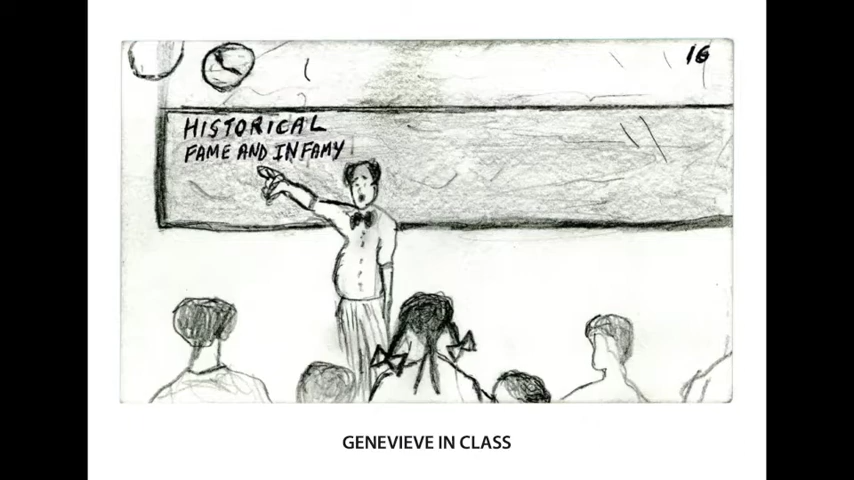 16
HISTORICAL
FAME AND INFAMY
GENEVIEVE IN CLASS